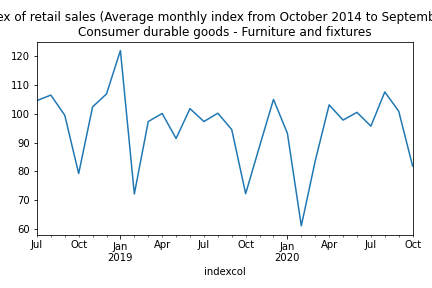 ex of retail sales (Average monthly index from October 2014 to Septemb
Consumer durable goods - Furniture and fixtures
120
110
100
90
80
70
60
Jul Oct Jan Apr Jul Oct Jan Apr Jul Oct
2019 2020
indexcol